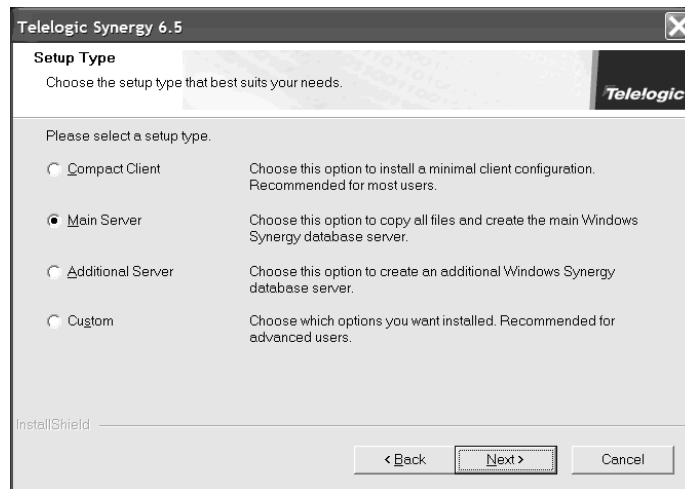 Telelogic Synergy 6.5
Setup Type
Choose the setup type that best suits your needs.
Telelogic
Please select a setup type.
Compact Client
Choose this option to install a minimal client configuration.
Recommended for most users.
Main Server
Choose this option to copy all files and create the main Windows
Synergy database server.
Additional Server
Choose this option to create an additional Windows Synergy
database server.
Custom
Choose which options you want installed. Recommended for
advanced users.
InstallShield
< Back
Next >
Cancel